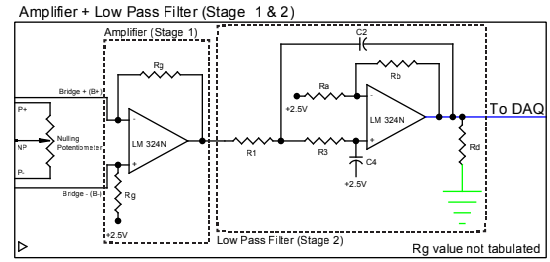 Amplifier + Low Pass Filter (Stage 1 & 2)
Amplifier (Stage 1)
C2
Rg
Rb
Bridge + (B+)
Ra
P+
-
-
+2.5V
LM 324N
To DAQ
Nulling
Potentiometer
NP
LM 324N
+
+
R1
R3
C4
Rd
P-
Bridge - (B-)
Rg
+2.5V
+2.5V
Low Pass Filter (Stage 2)
Rg value not tabulated